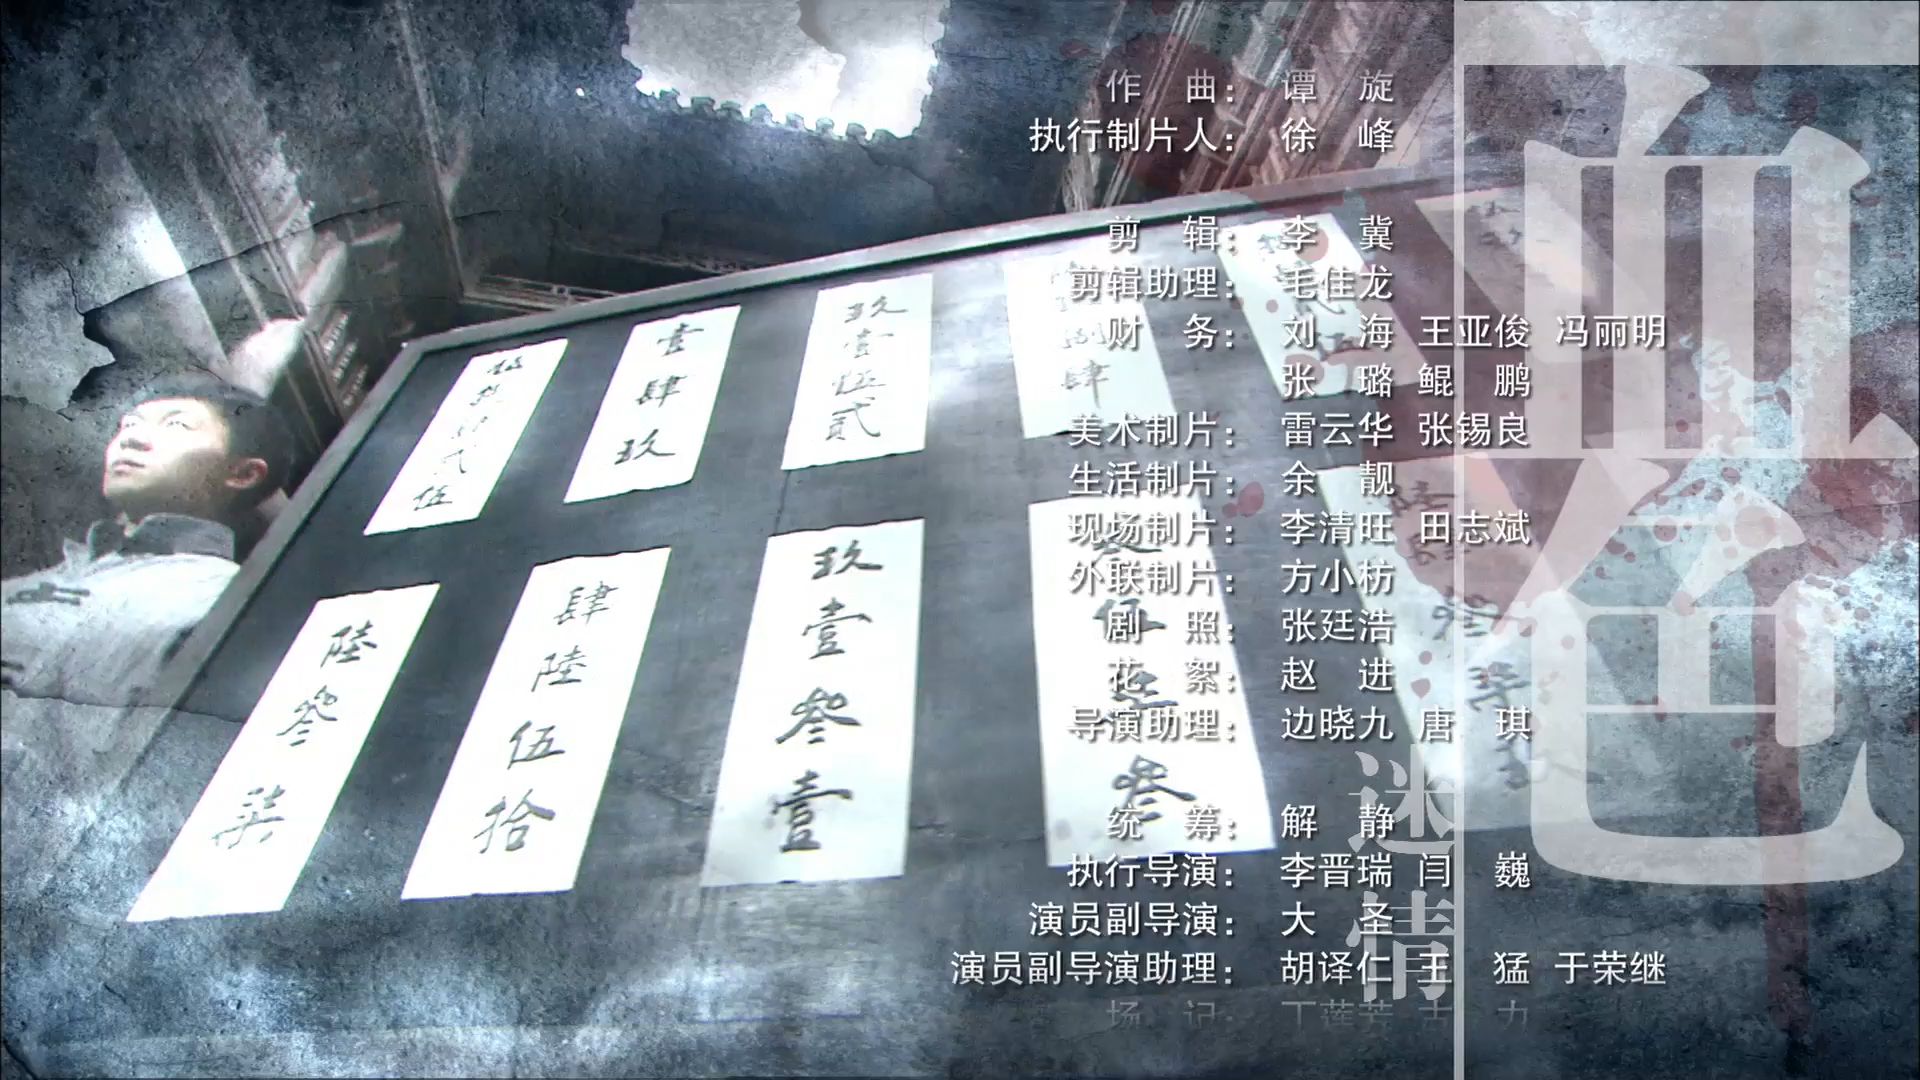 作 曲： 谭 旋
执行制片人： 徐 峰
剪 辑： 李 冀
剪辑助理： 毛佳龙
财 务： 刘 海 王亚俊 冯丽明
张 璐 鲲 鹏
美术制片： 雷云华 张锡良
生活制片： 余 靓
现场制片： 李清旺 田志斌
外联制片： 方小枋
剧 照： 张廷浩
花 絮： 赵 进
导演助理： 边晓九 唐 琪
统 筹： 解 静
执行导演： 李晋瑞 闫 巍
演员副导演： 大 圣
演员副导演助理： 胡译仁 王 猛 于荣继
场 记：
血色
迷情
壹肆玖
玖壹伍贰
陸叄柒
肆陸伍拾
玖壹叄壹